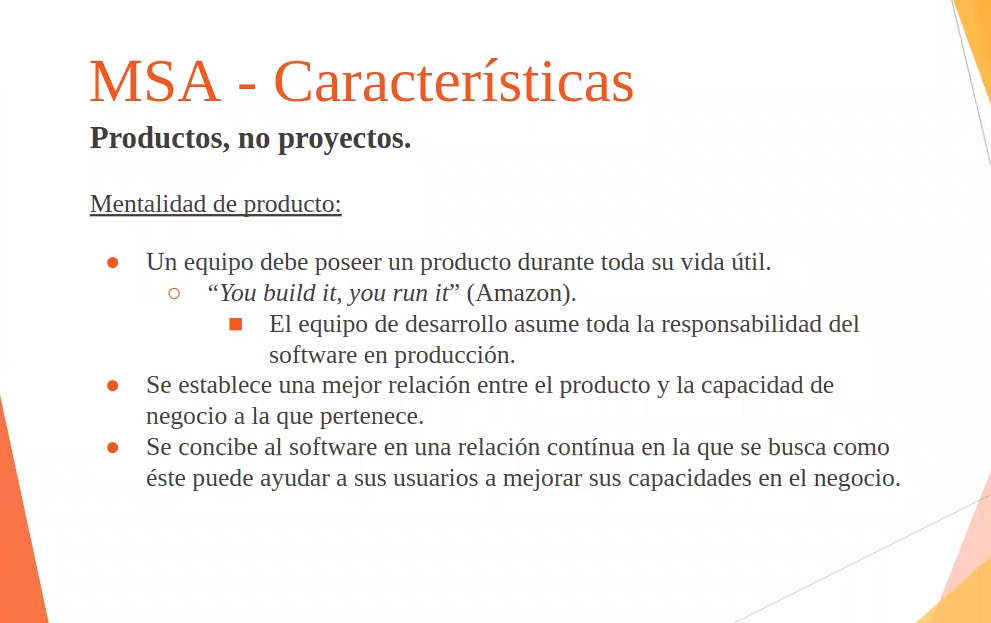 MSA - Características
Productos, no proyectos.
Mentalidad de producto:
● Un equipo debe poseer un producto durante toda su vida útil.
○ “You build it, you run it” (Amazon).
■ El equipo de desarrollo asume toda la responsabilidad del
software en producción.
● Se establece una mejor relación entre el producto y la capacidad de
negocio a la que pertenece.
● Se concibe al software en una relación contínua en la que se busca como
éste puede ayudar a sus usuarios a mejorar sus capacidades en el negocio.